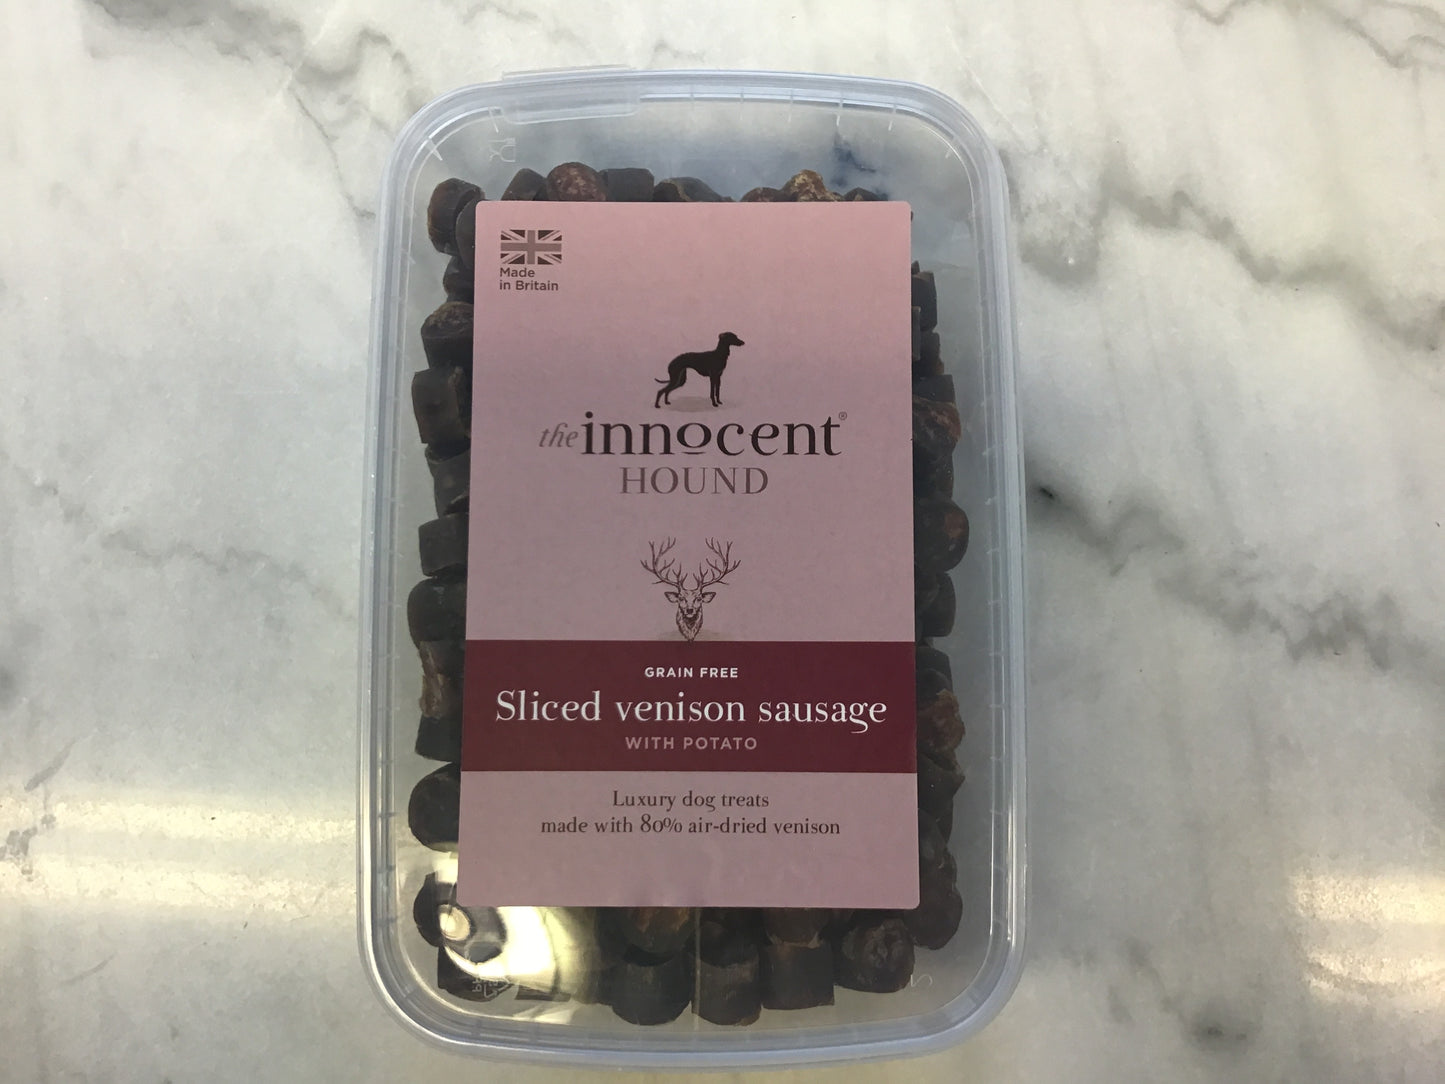 Made
in Britain
the innocent®
HOUND
GRAIN FREE
Sliced venison sausage
WITH POTATO
Luxury dog treats
made with 80% air-dried venison